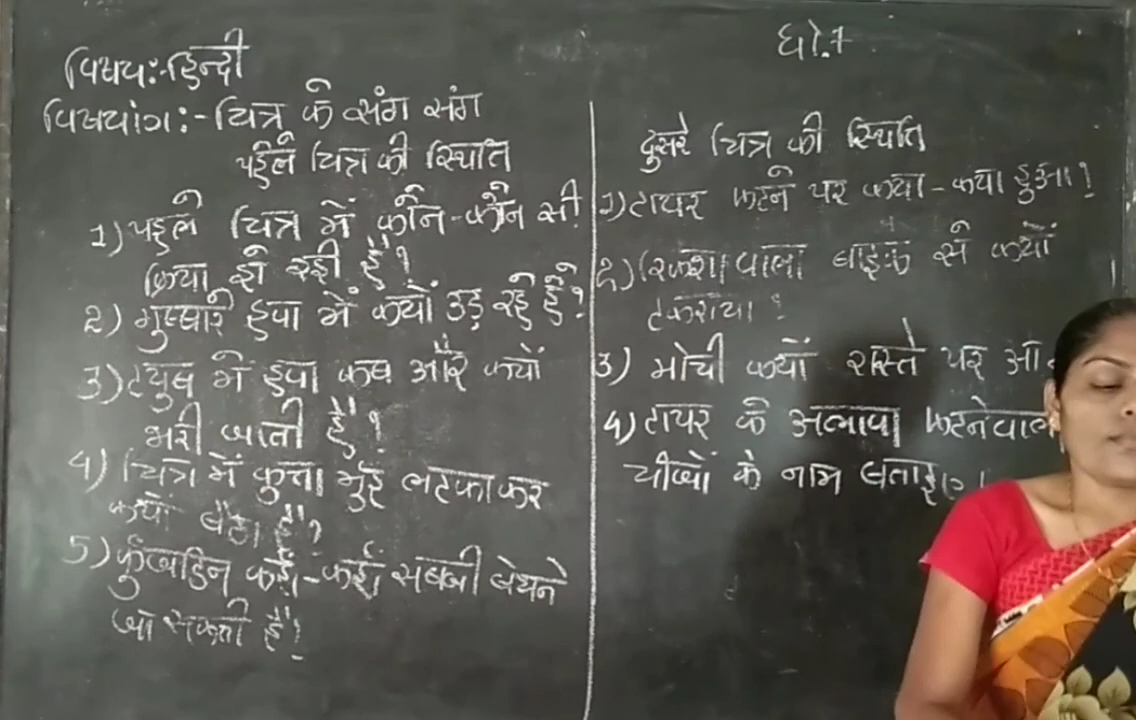 विषय:-हिन्दी
विषयांग:-चित्र के संग संग
पहले चित्र की स्थिति
1) पहले चित्र में कौन-कौन सी
क्रिया हो रही है?
2) गुब्बारे हवा में क्यों उड़ रहे है?
3) ट्युब में हवा कब और क्यों
भरी जाती है?
4) चित्र में कुत्ता मुंह लटकाकर
क्यों बैठा है?
5) कुंजडिन कहाँ-कहाँ सब्जी बेचने
जा सकती है?
घो.7
दुसरे चित्र की स्थिति
1) टायर फटने पर क्या-क्या हुआ?
2) रिक्शा वाला बाइक से क्यों
टकराया?
3) मोची क्यों रास्ते पर
4) टायर के अलावा फटनेवाल
चीजों के नाम बताइए।